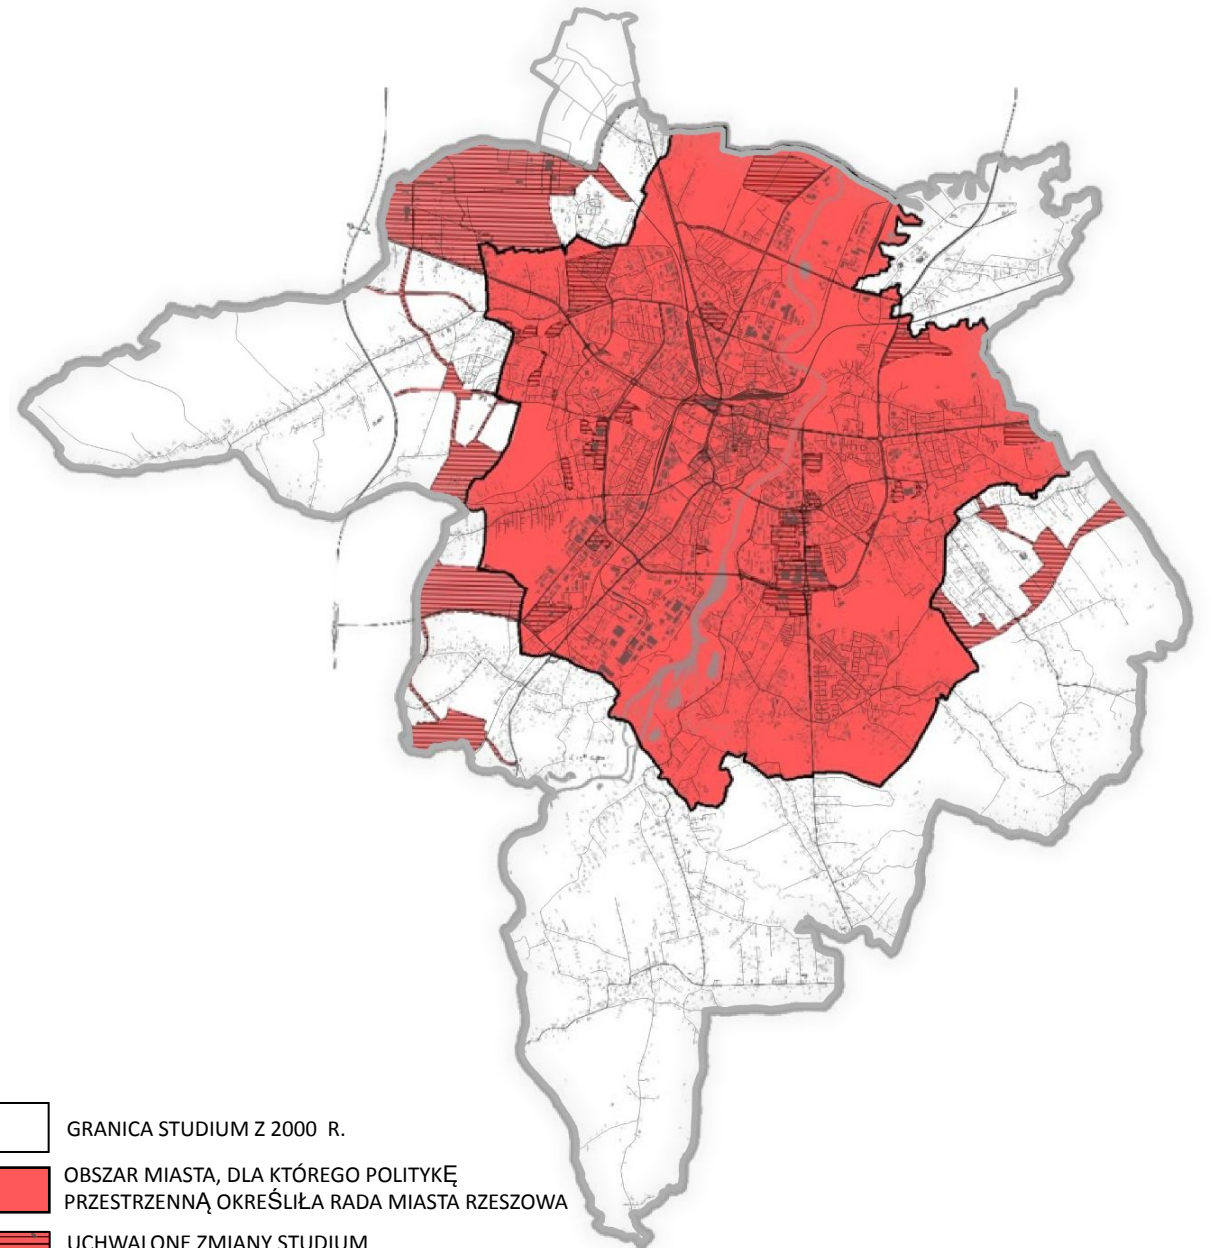 GRANICA STUDIUM Z 2000 R.
OBSZAR MIASTA, DLA KTÓREGO POLITYKĘ
PRZESTRZENNĄ OKREŚLIŁA RADA MIASTA RZESZOWA
UCHWALONE ZMIANY STUDIUM